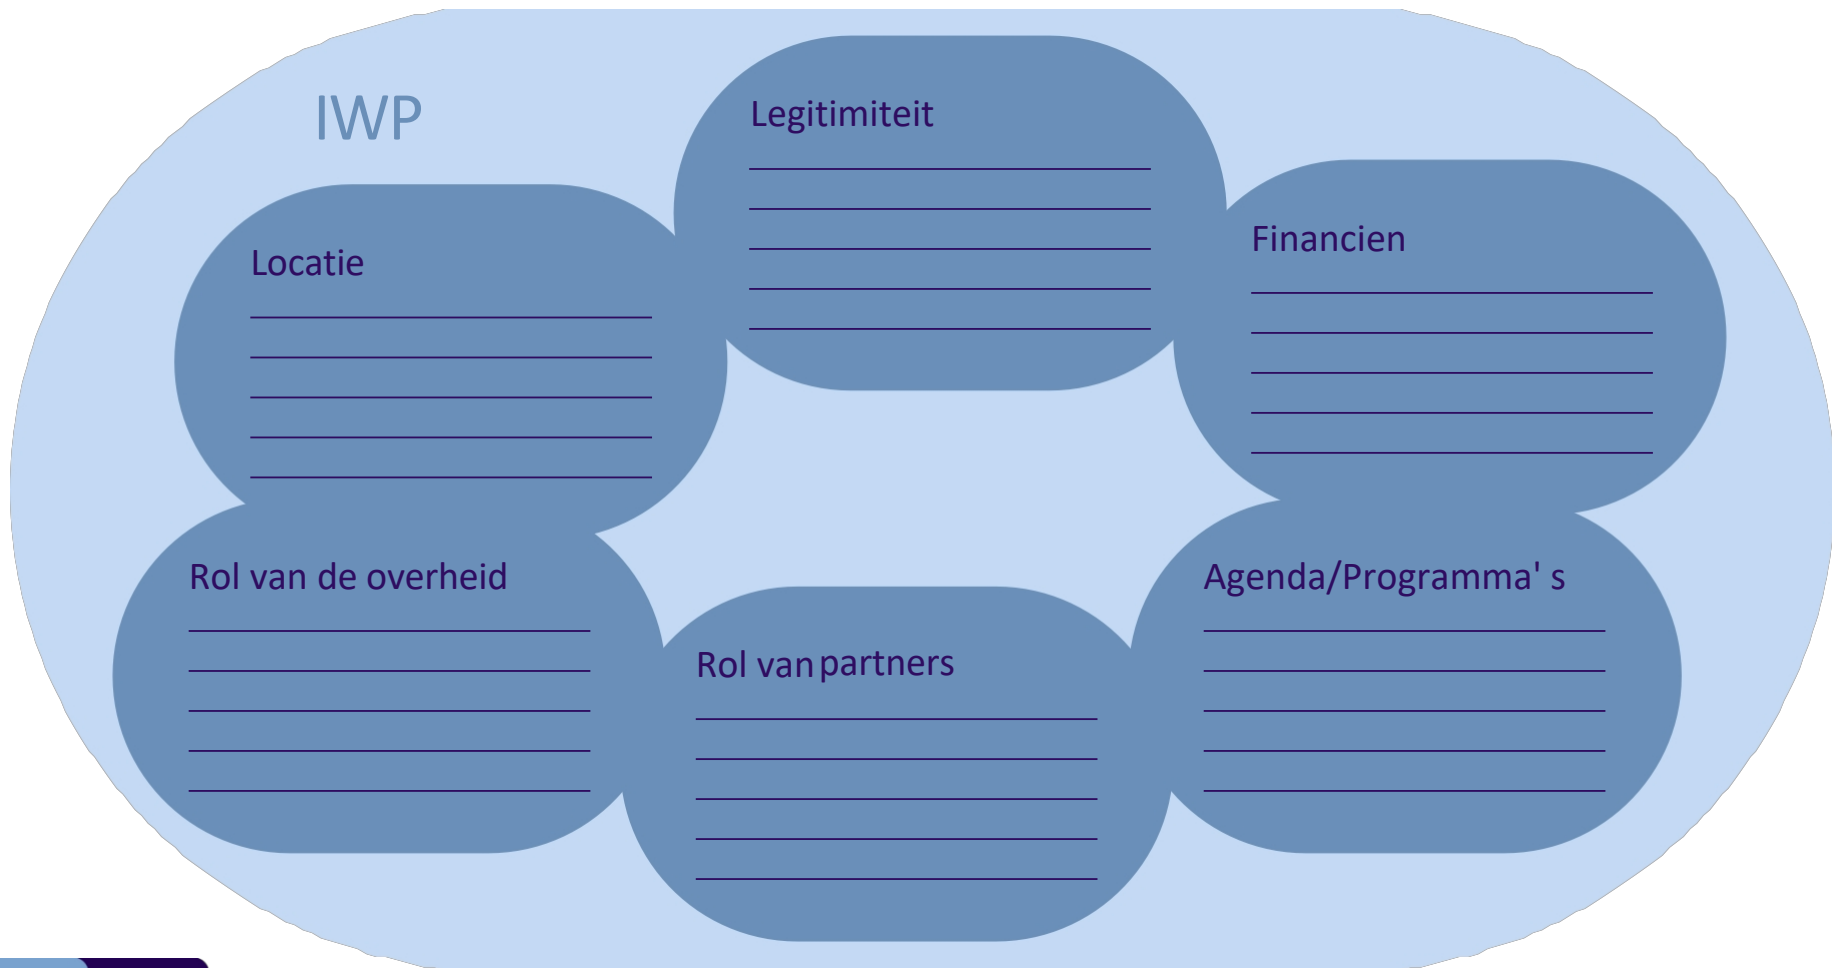 IWP
Legitimiteit
Financien
Locatie
Rol van de overheid
Rol van partners
Agenda/Programma' s